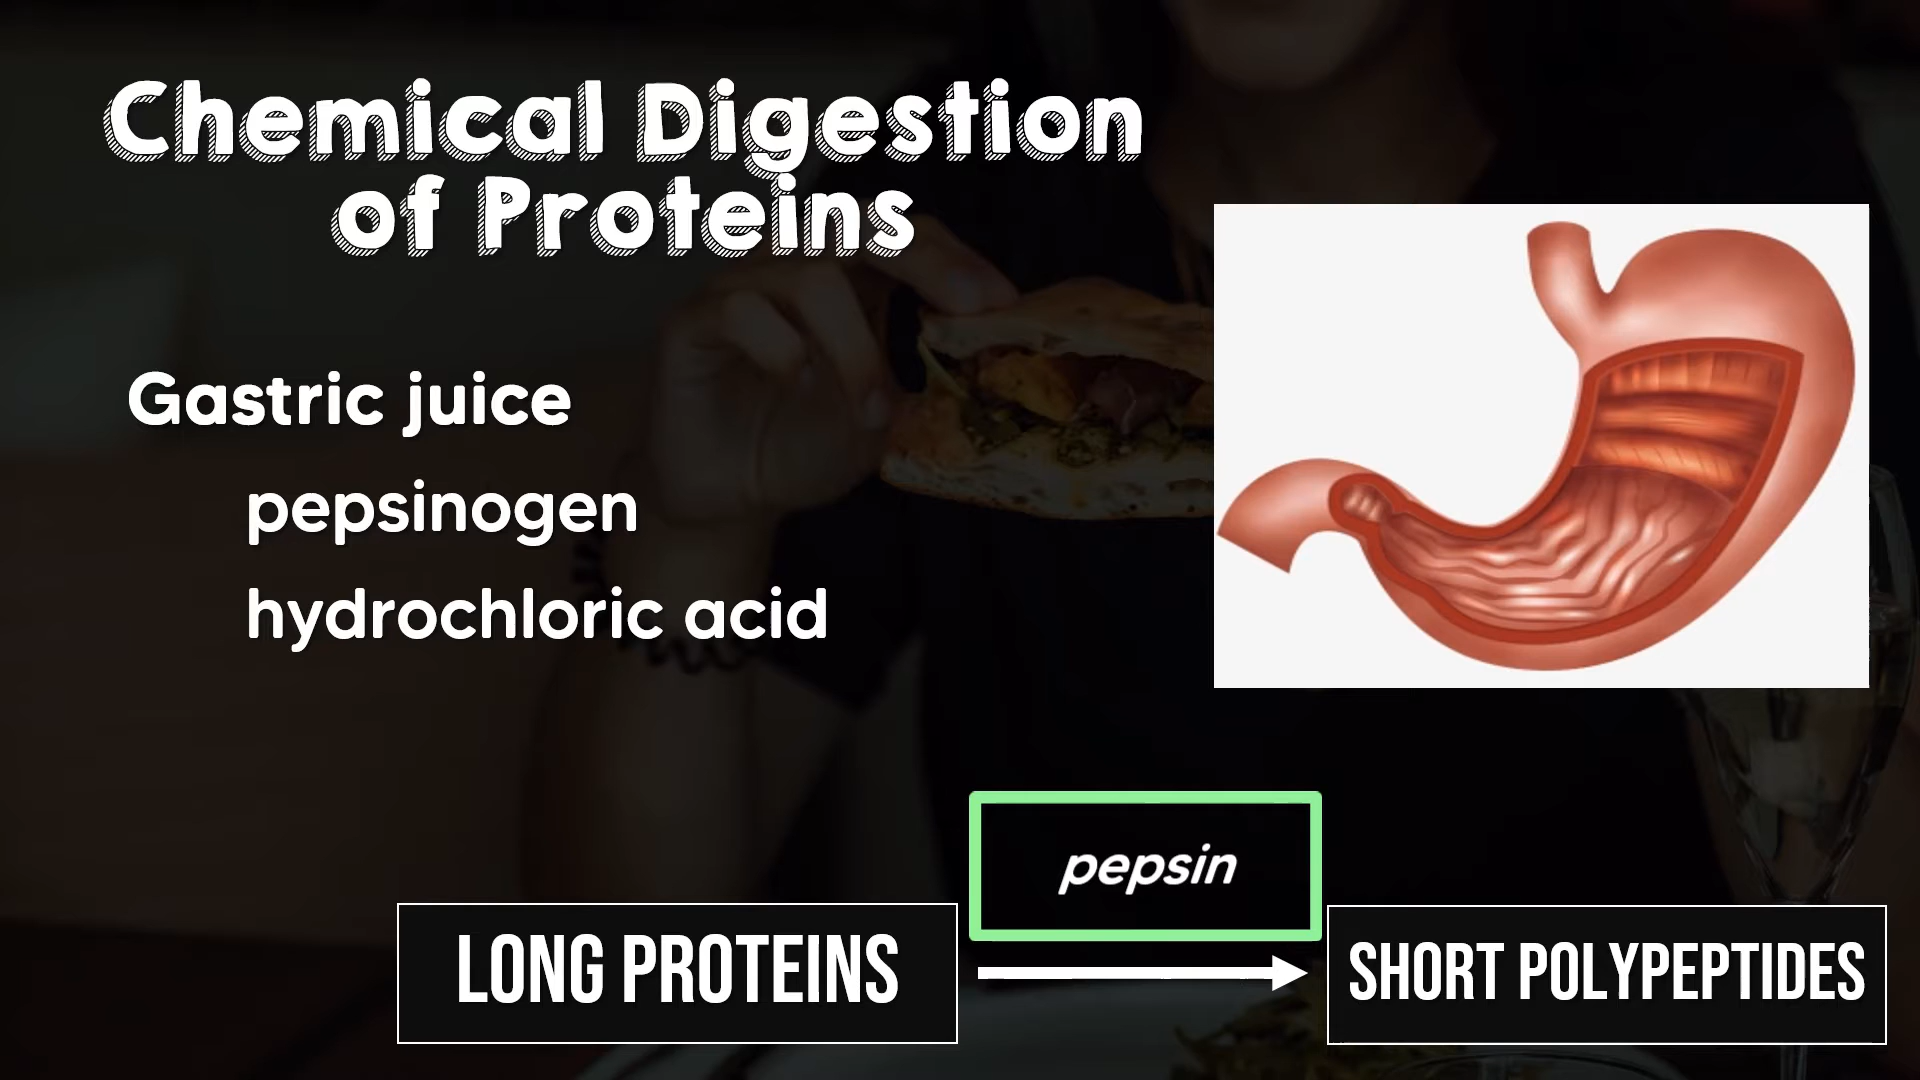 Chemical Digestion
of Proteins
Gastric juice
pepsinogen
hydrochloric acid
pepsin
LONG PROTEINS
SHORT POLYPEPTIDES